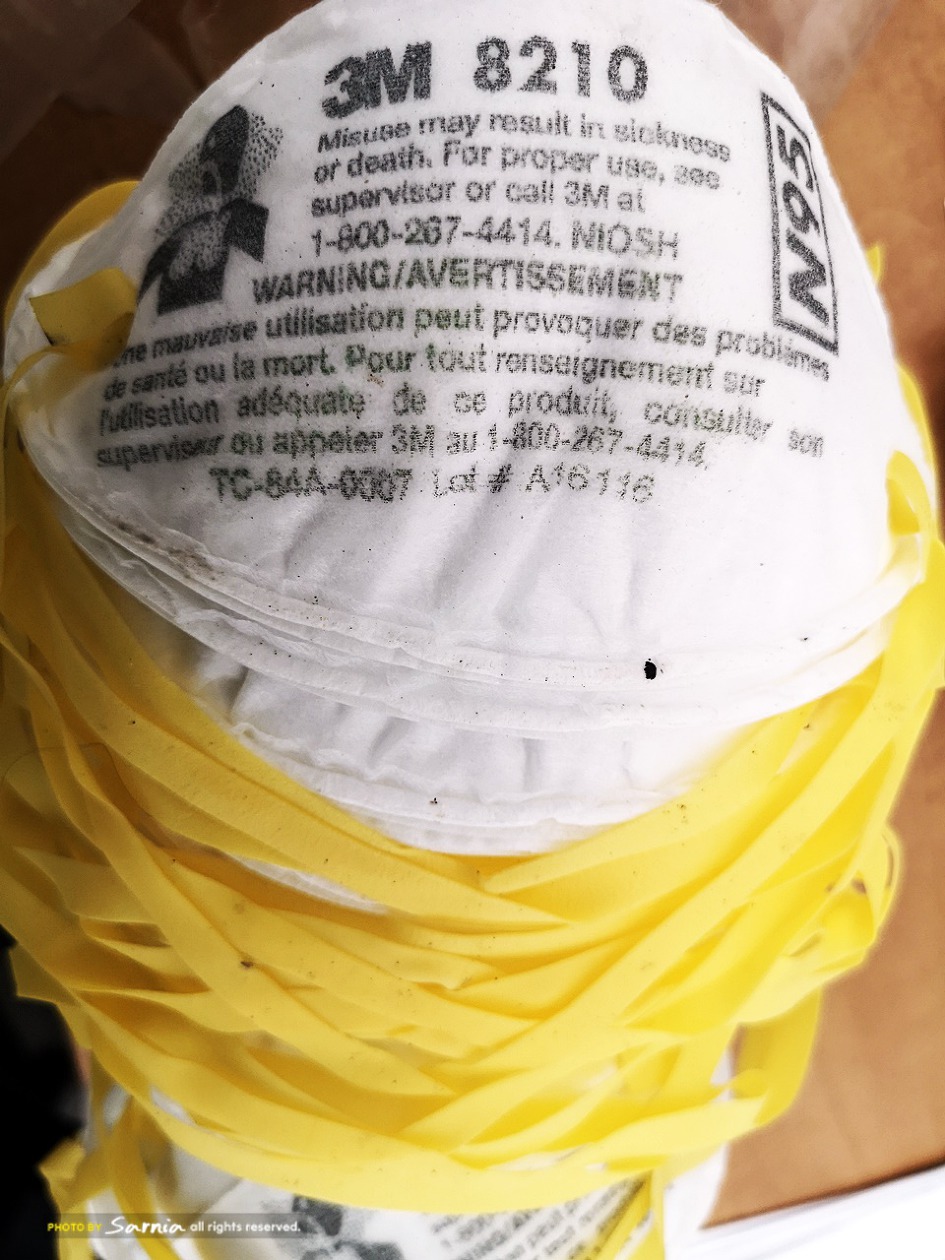 3M 8210
Misuse may result in sickness
or death. For proper use, see
supervisor or call 3M at
1-800-267-4414. NIOSH
N95
WARNING/AVERTISSEMENT
Une mauvaise utilisation peut provoquer des problèmes
de santé ou la mort. Pour tout renseignement sur
l'utilisation adéquate de ce produit, consulter son
superviseur ou appeler 3M au 1-800-267-4414.
TC-84A-0007 Lot # A16116
PHOTO BY Sarnia all rights reserved.